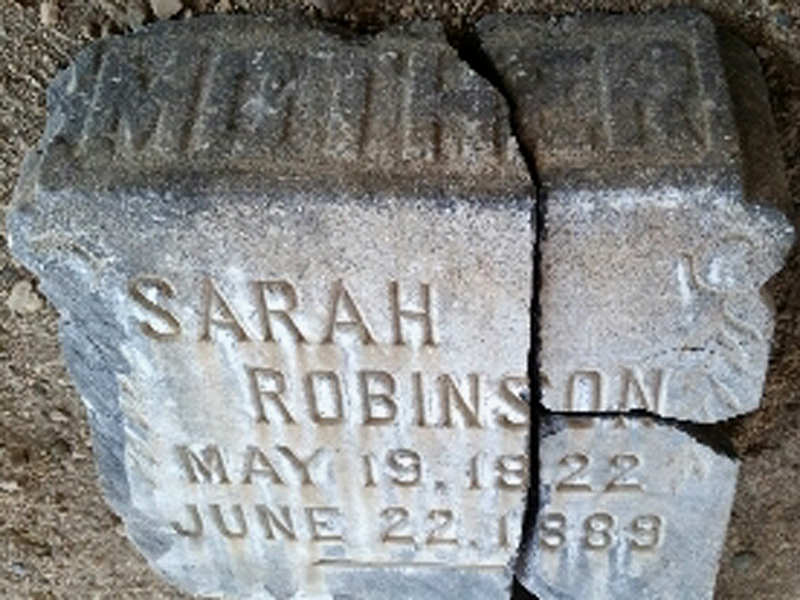 MOTHER
SARAH
ROBINSON
MAY 19, 1822
JUNE 22, 1889